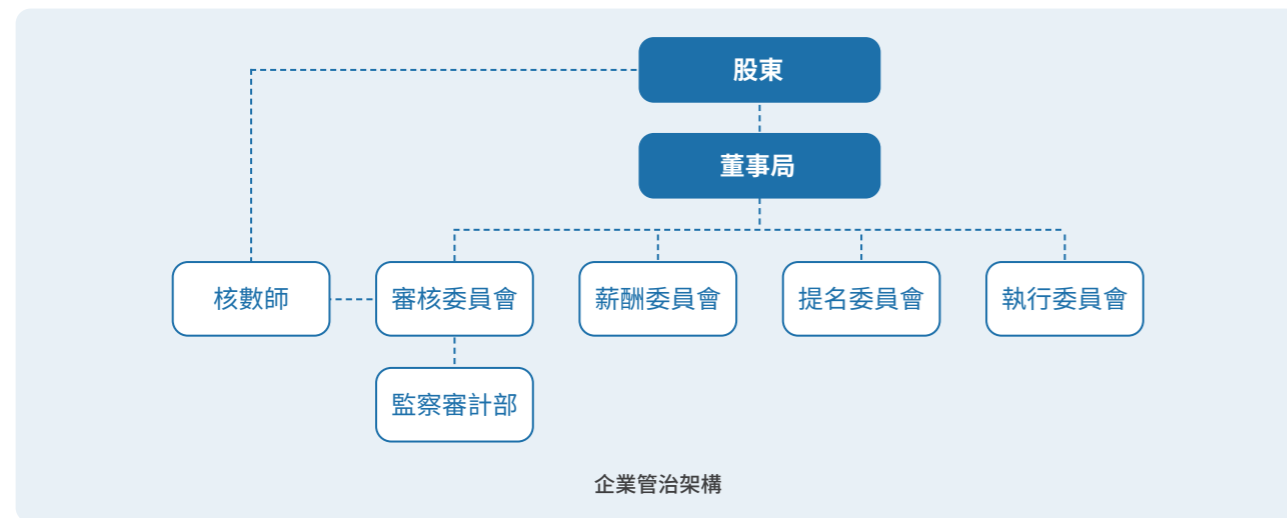 股東
董事局
核數師
審核委員會
薪酬委員會
提名委員會
執行委員會
監察審計部
企業管治架構